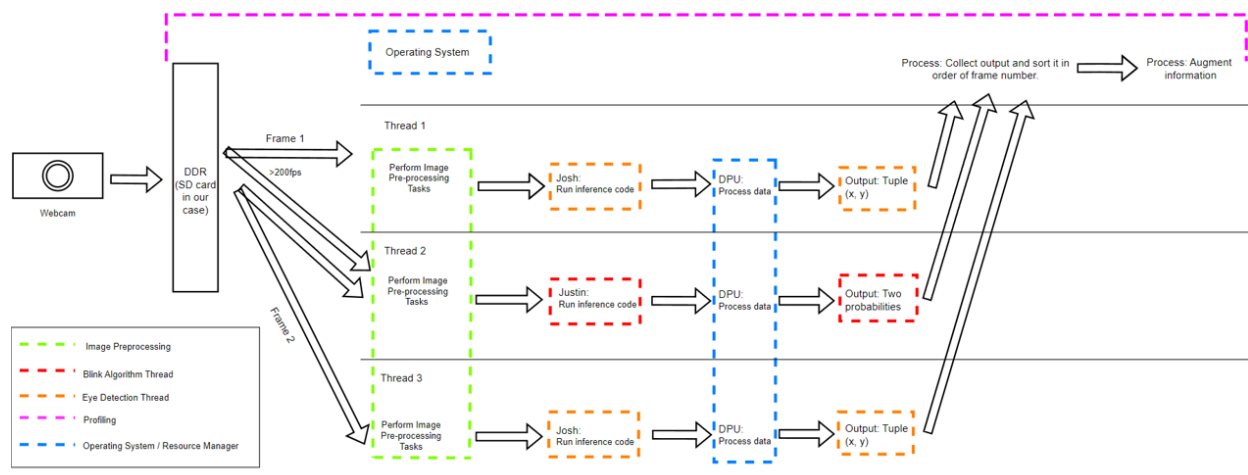 Operating System
Process: Collect output and sort it in
order of frame number.
Process: Augment
information
Thread 1
Frame 1
>200fps
DDR
(SD card
in our
case)
Webcam
Perform Image
Pre-processing
Tasks
Josh:
Run inference code
DPU:
Process data
Output: Tuple
(x, y)
Thread 2
Perform Image
Pre-processing
Tasks
Justin:
Run inference code
DPU:
Process data
Output: Two
probabilities
Frame 2
Thread 3
Perform Image
Pre-processing
Tasks
Josh:
Run inference code
DPU:
Process data
Output: Tuple
(x, y)
Image Preprocessing
Blink Algorithm Thread
Eye Detection Thread
Profiling
Operating System / Resource Manager